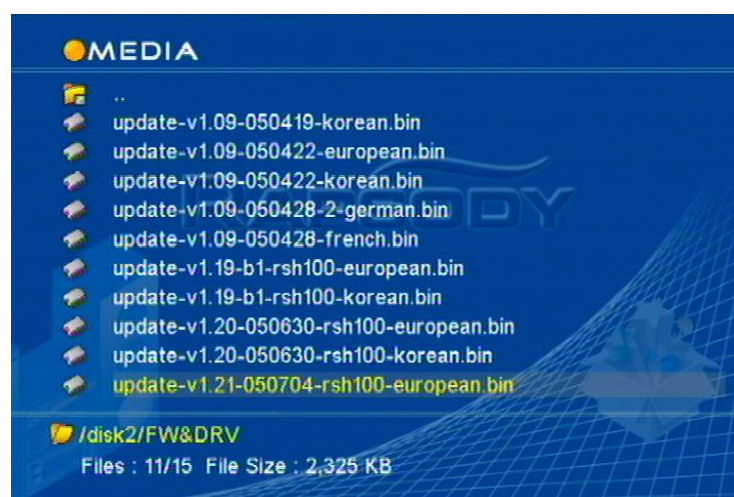 MEDIA
..
update-v1.09-050419-korean.bin
update-v1.09-050422-european.bin
update-v1.09-050422-korean.bin
update-v1.09-050428-2-german.bin
update-v1.09-050428-french.bin
update-v1.19-b1-rsh100-european.bin
update-v1.19-b1-rsh100-korean.bin
update-v1.20-050630-rsh100-european.bin
update-v1.20-050630-rsh100-korean.bin
update-v1.21-050704-rsh100-european.bin
/disk2/FW&DRV
Files : 11/15 File Size : 2,325 KB